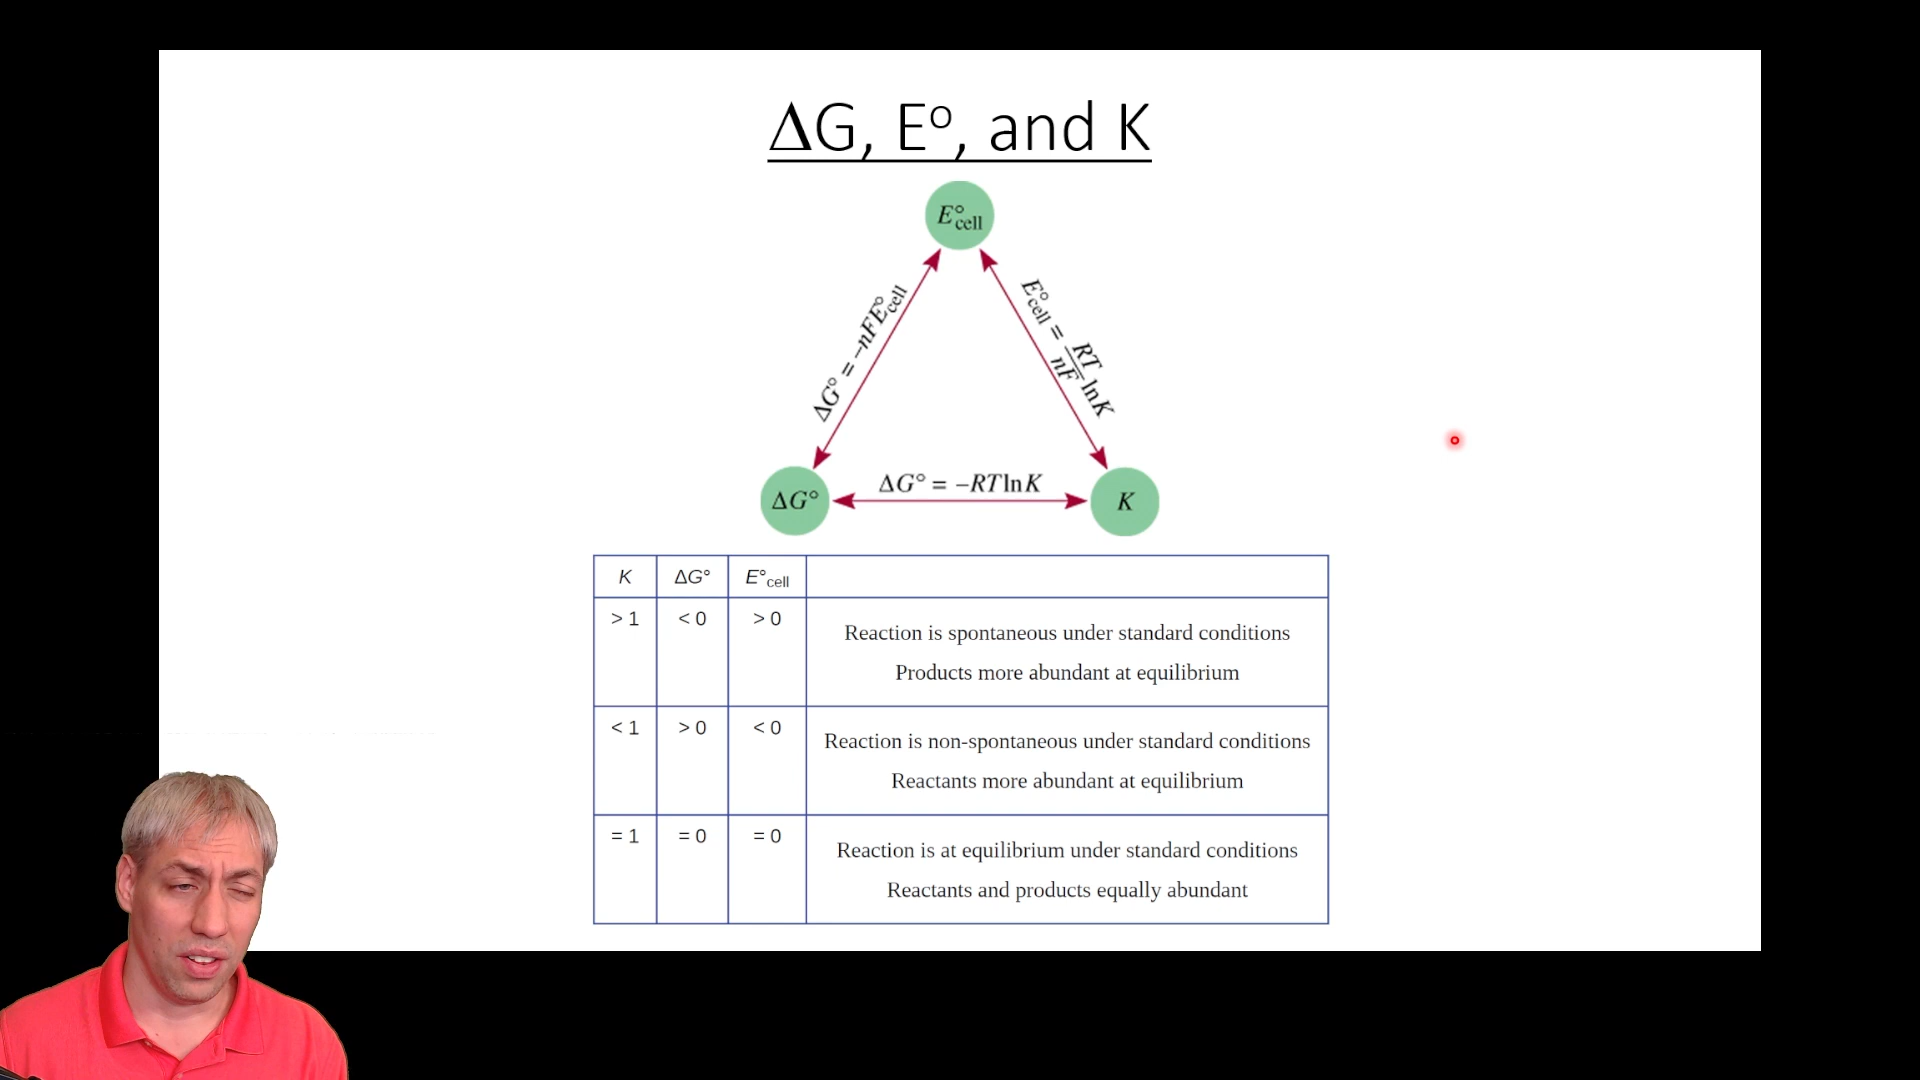 ΔG, E°, and K
E°cell
ΔG° = −nFE°cell
E°cell = RT/nF lnK
ΔG°
ΔG° = −RT lnK
K
K ΔG° E°cell
> 1 < 0 > 0
Reaction is spontaneous under standard conditions
Products more abundant at equilibrium
< 1 > 0 < 0
Reaction is non-spontaneous under standard conditions
Reactants more abundant at equilibrium
= 1 = 0 = 0
Reaction is at equilibrium under standard conditions
Reactants and products equally abundant